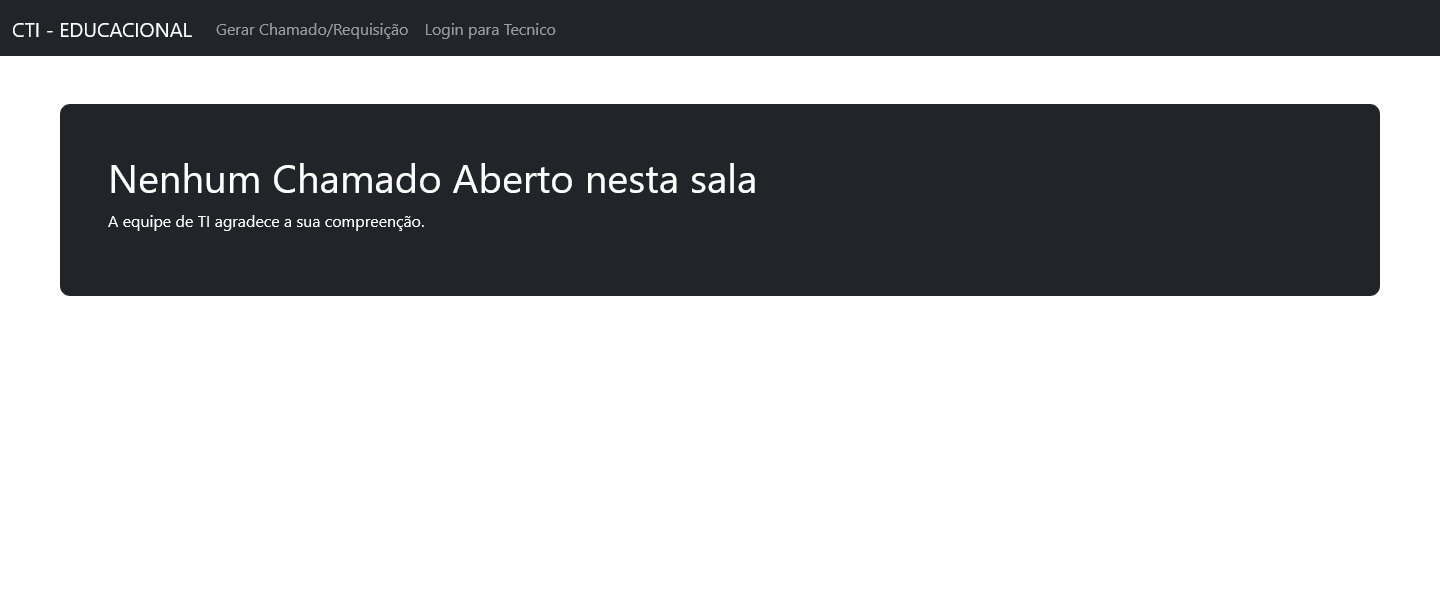 CTI - EDUCACIONAL Gerar Chamado/Requisição Login para Tecnico
Nenhum Chamado Aberto nesta sala
A equipe de TI agradece a sua compreenção.